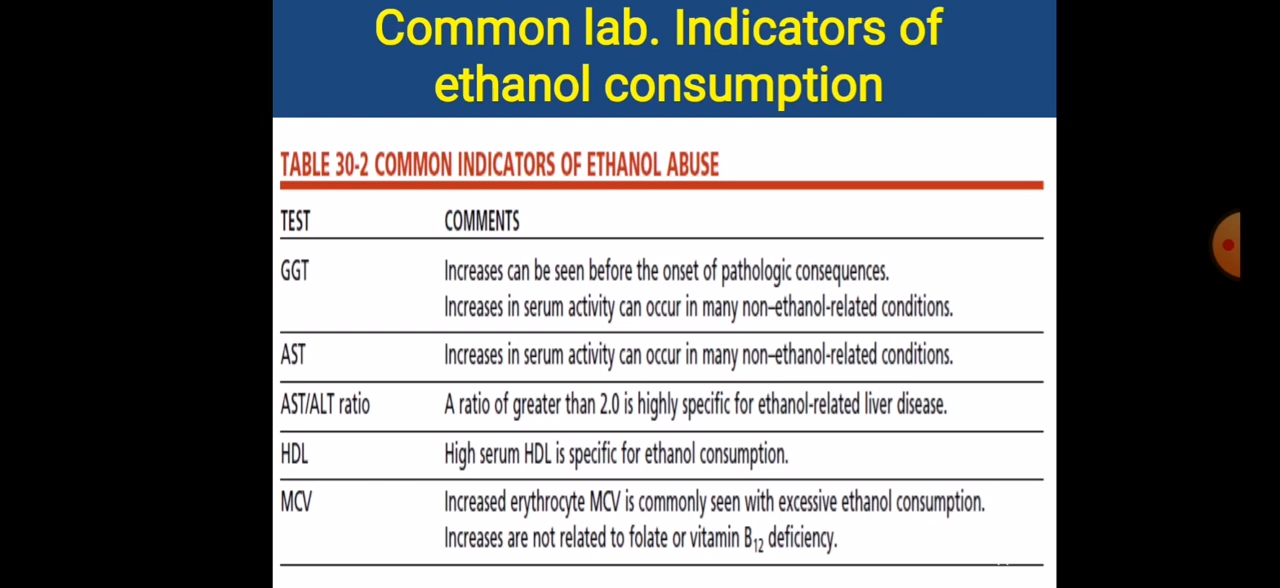 Common lab. Indicators of
ethanol consumption
TABLE 30-2 COMMON INDICATORS OF ETHANOL ABUSE
TEST COMMENTS
GGT Increases can be seen before the onset of pathologic consequences.
Increases in serum activity can occur in many non–ethanol-related conditions.
AST Increases in serum activity can occur in many non–ethanol-related conditions.
AST/ALT ratio A ratio of greater than 2.0 is highly specific for ethanol-related liver disease.
HDL High serum HDL is specific for ethanol consumption.
MCV Increased erythrocyte MCV is commonly seen with excessive ethanol consumption.
Increases are not related to folate or vitamin B12 deficiency.